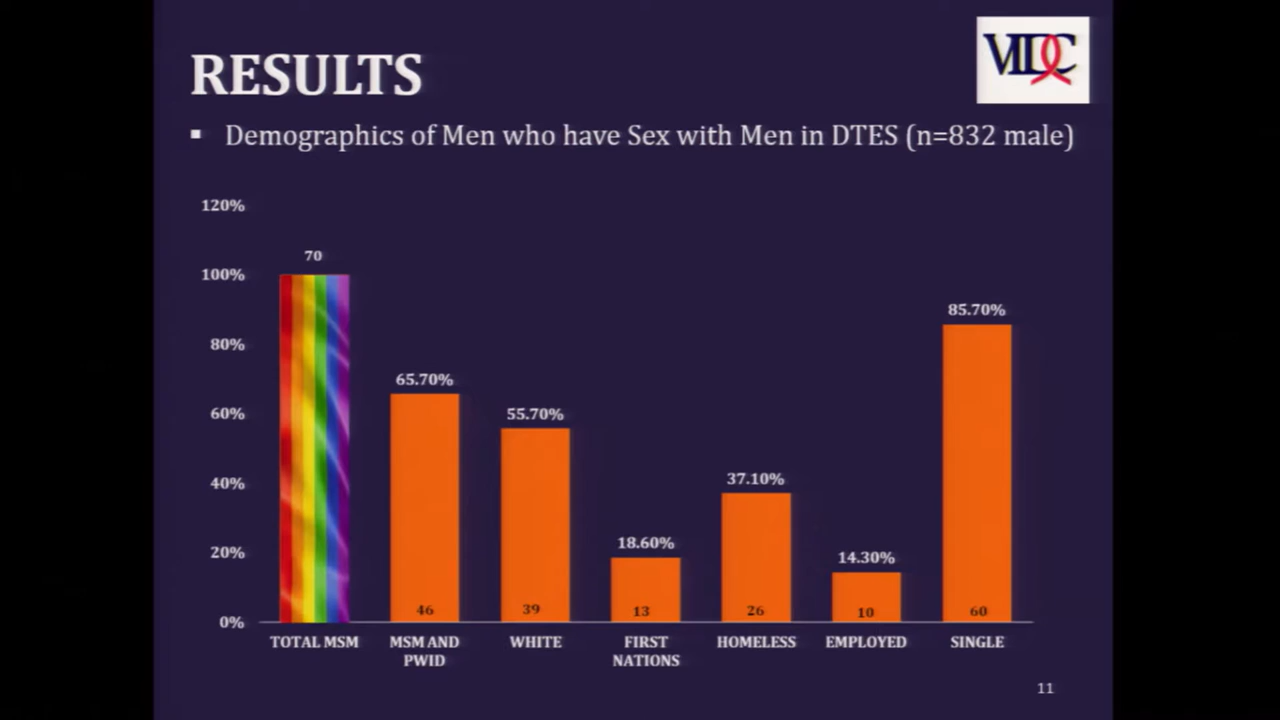 VIDC
RESULTS
▪ Demographics of Men who have Sex with Men in DTES (n=832 male)
120%
100%
80%
60%
40%
20%
0%
70
65.70%
55.70%
18.60%
37.10%
14.30%
85.70%
46
39
13
26
10
60
TOTAL MSM
MSM AND
PWID
WHITE
FIRST
NATIONS
HOMELESS
EMPLOYED
SINGLE
11